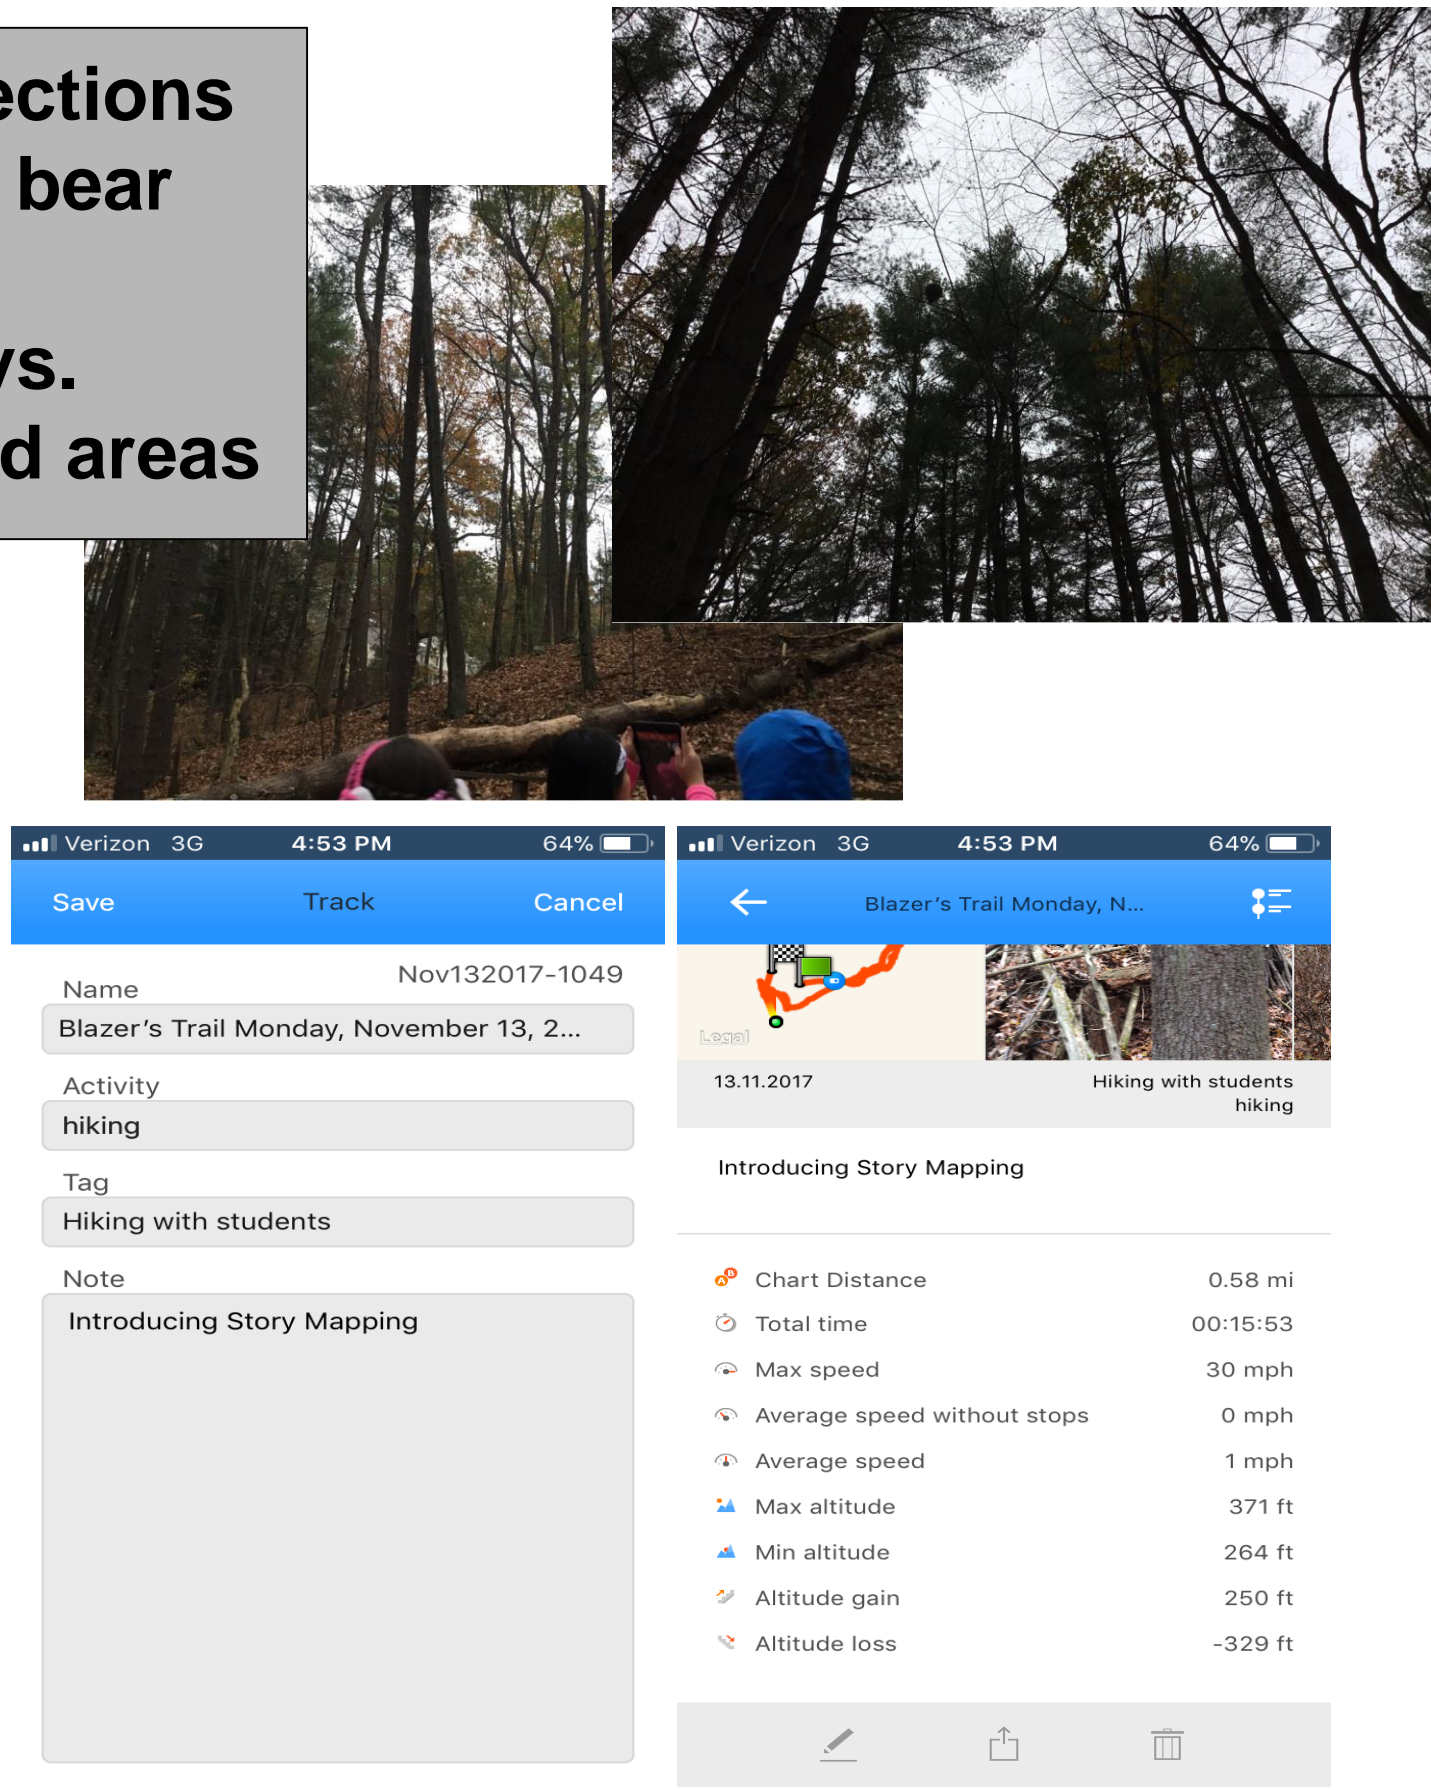 ections
bear
ys.
d areas
Verizon 3G 4:53 PM 64%
Save Track Cancel
Nov132017-1049
Name
Blazer's Trail Monday, November 13, 2...
Activity
hiking
Tag
Hiking with students
Note
Introducing Story Mapping
Verizon 3G 4:53 PM 64%
Blazer's Trail Monday, N...
Legal
13.11.2017 Hiking with students
hiking
Introducing Story Mapping
A B Chart Distance 0.58 mi
Total time 00:15:53
Max speed 30 mph
Average speed without stops 0 mph
Average speed 1 mph
Max altitude 371 ft
Min altitude 264 ft
Altitude gain 250 ft
Altitude loss -329 ft